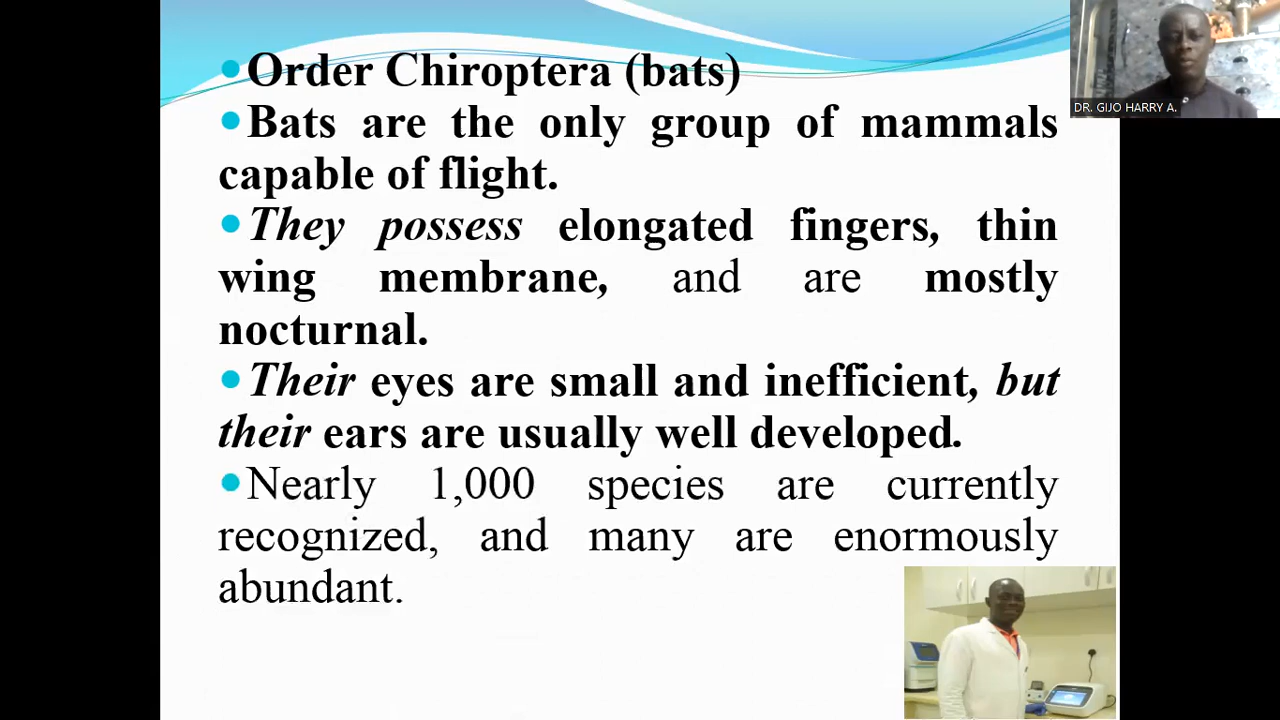 Order Chiroptera (bats)
Bats are the only group of mammals
capable of flight.
They possess elongated fingers, thin
wing membrane, and are mostly
nocturnal.
Their eyes are small and inefficient, but
their ears are usually well developed.
Nearly 1,000 species are currently
recognized, and many are enormously
abundant.
DR. GIJO HARRY A.